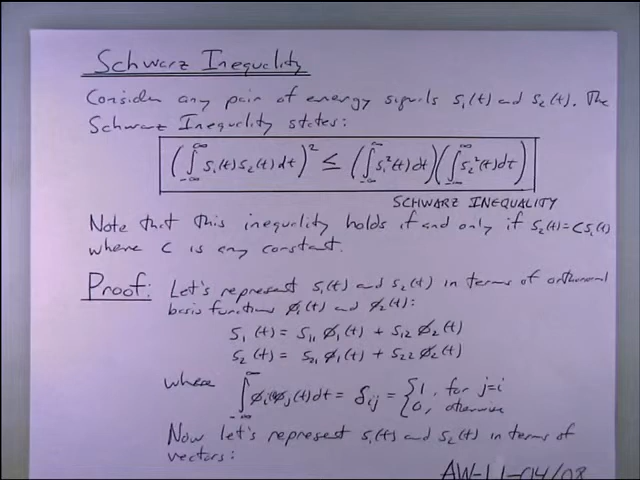 Schwarz Inequality
Consider any pair of energy signals s₁(t) and s₂(t). The
Schwarz Inequality states:
(∫_{-∞}^{∞} s₁(t)s₂(t)dt)² ≤ (∫_{-∞}^{∞} s₁²(t)dt)(∫_{-∞}^{∞} s₂²(t)dt)
SCHWARZ INEQUALITY
Note that this inequality holds if and only if s₂(t)=cs₁(t)
where c is any constant.
Proof: Let's represent s₁(t) and s₂(t) in terms of orthonormal
basis functions ϕ₁(t) and ϕ₂(t):
s₁(t) = s₁₁ ϕ₁(t) + s₁₂ ϕ₂(t)
s₂(t) = s₂₁ ϕ₁(t) + s₂₂ ϕ₂(t)
where ∫_{-∞}^{∞} ϕᵢ(t)ϕⱼ(t)dt = δᵢⱼ = {1, for j=i
0, otherwise
Now let's represent s₁(t) and s₂(t) in terms of
vectors: